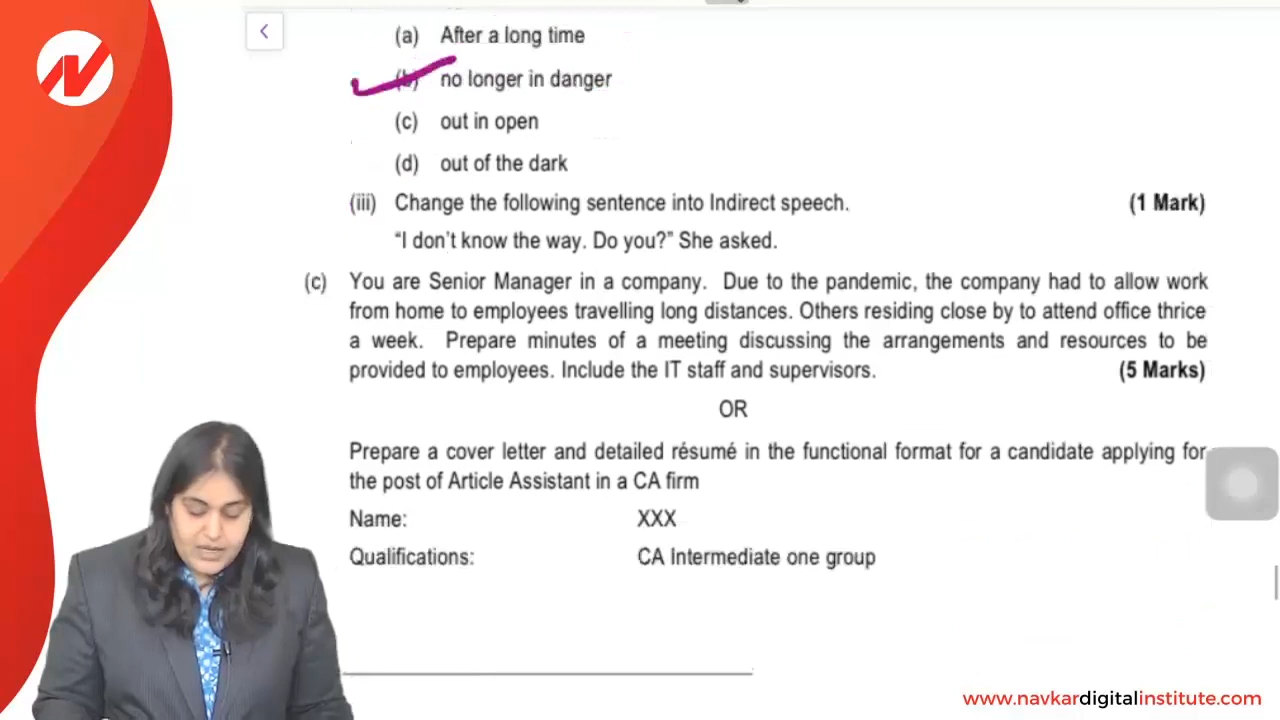 (a) After a long time
(b) no longer in danger
(c) out in open
(d) out of the dark
(iii) Change the following sentence into Indirect speech. (1 Mark)
“I don’t know the way. Do you?” She asked.
(c) You are Senior Manager in a company. Due to the pandemic, the company had to allow work
from home to employees travelling long distances. Others residing close by to attend office thrice
a week. Prepare minutes of a meeting discussing the arrangements and resources to be
provided to employees. Include the IT staff and supervisors. (5 Marks)
OR
Prepare a cover letter and detailed résumé in the functional format for a candidate applying for
the post of Article Assistant in a CA firm
Name: XXX
Qualifications: CA Intermediate one group
www.navkardigitalinstitute.com